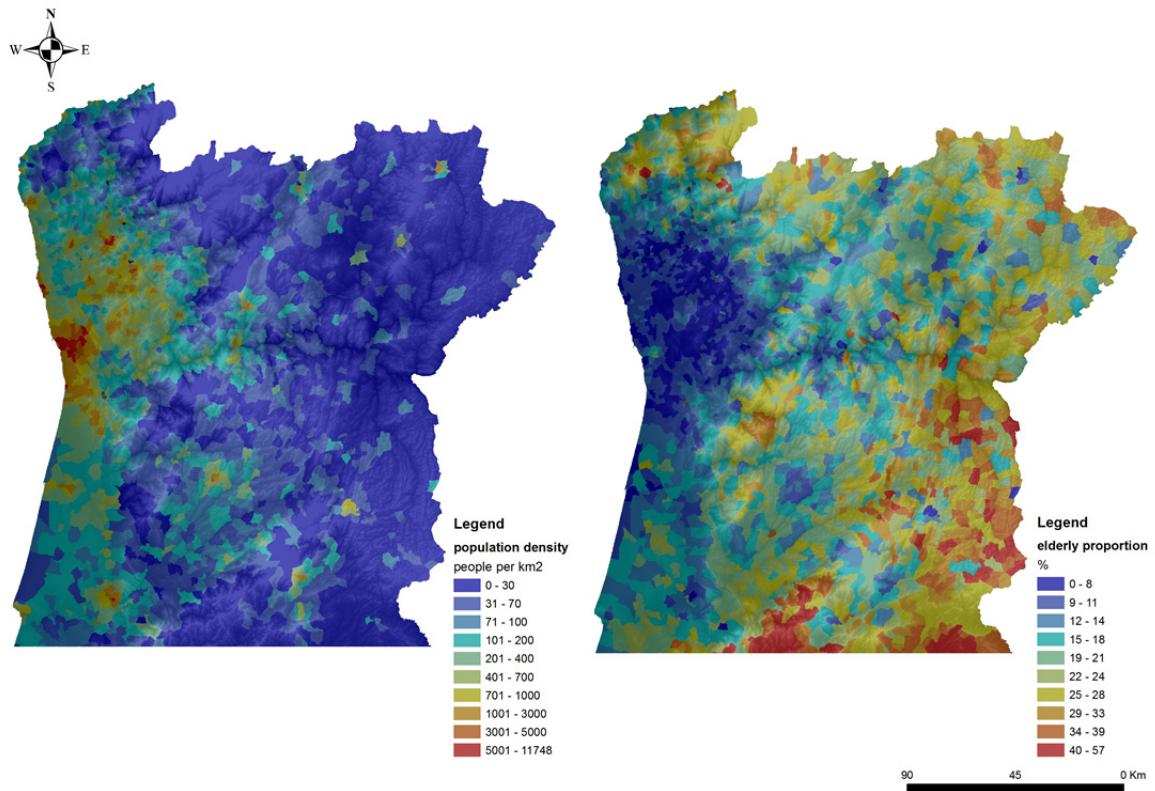 N
W E
S
Legend
population density
people per km2
0 - 30
31 - 70
71 - 100
101 - 200
201 - 400
401 - 700
701 - 1000
1001 - 3000
3001 - 5000
5001 - 11748
Legend
elderly proportion
%
0 - 8
9 - 11
12 - 14
15 - 18
19 - 21
22 - 24
25 - 28
29 - 33
34 - 39
40 - 57
90 45 0 Km